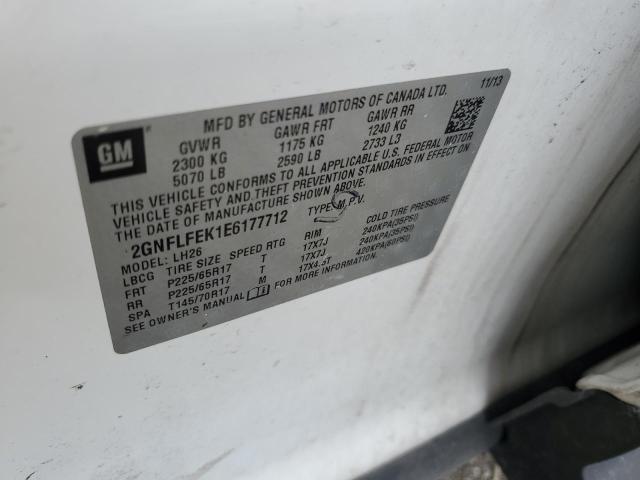 GM
MFD BY GENERAL MOTORS OF CANADA LTD. 11/13
GVWR GAWR FRT GAWR RR
2300 KG 1175 KG 1240 KG
5070 LB 2590 LB 2733 L3
THIS VEHICLE CONFORMS TO ALL APPLICABLE U.S. FEDERAL MOTOR
VEHICLE SAFETY AND THEFT PREVENTION STANDARDS IN EFFECT ON
THE DATE OF MANUFACTURE SHOWN ABOVE.
2GNFLFEK1E6177712 TYPE: M.P.V.
MODEL: LH26
LBCG TIRE SIZE SPEED RTG RIM COLD TIRE PRESSURE
FRT P225/65R17 T 17X7J 240KPA(35PSI)
RR P225/65R17 T 17X7J 240KPA(35PSI)
SPA T145/70R17 M 17X4.5T 420KPA(60PSI)
SEE OWNER'S MANUAL FOR MORE INFORMATION.